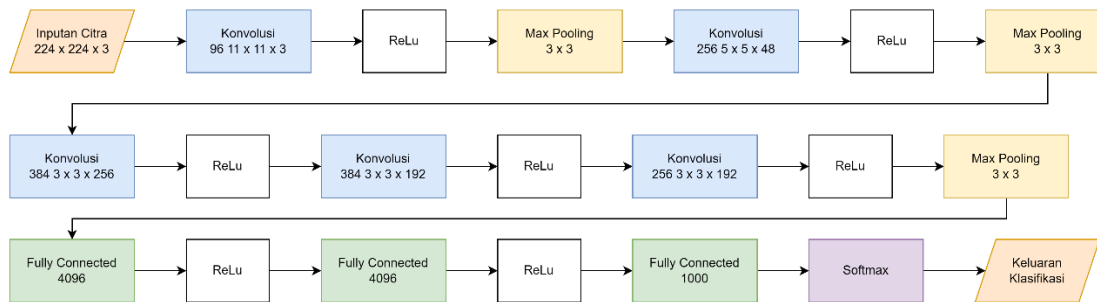 Inputan Citra
224 x 224 x 3
Konvolusi
96 11 x 11 x 3
ReLu
Max Pooling
3 x 3
Konvolusi
256 5 x 5 x 48
ReLu
Max Pooling
3 x 3
Konvolusi
384 3 x 3 x 256
ReLu
Konvolusi
384 3 x 3 x 192
ReLu
Konvolusi
256 3 x 3 x 192
ReLu
Max Pooling
3 x 3
Fully Connected
4096
ReLu
Fully Connected
4096
ReLu
Fully Connected
1000
Softmax
Keluaran
Klasifikasi